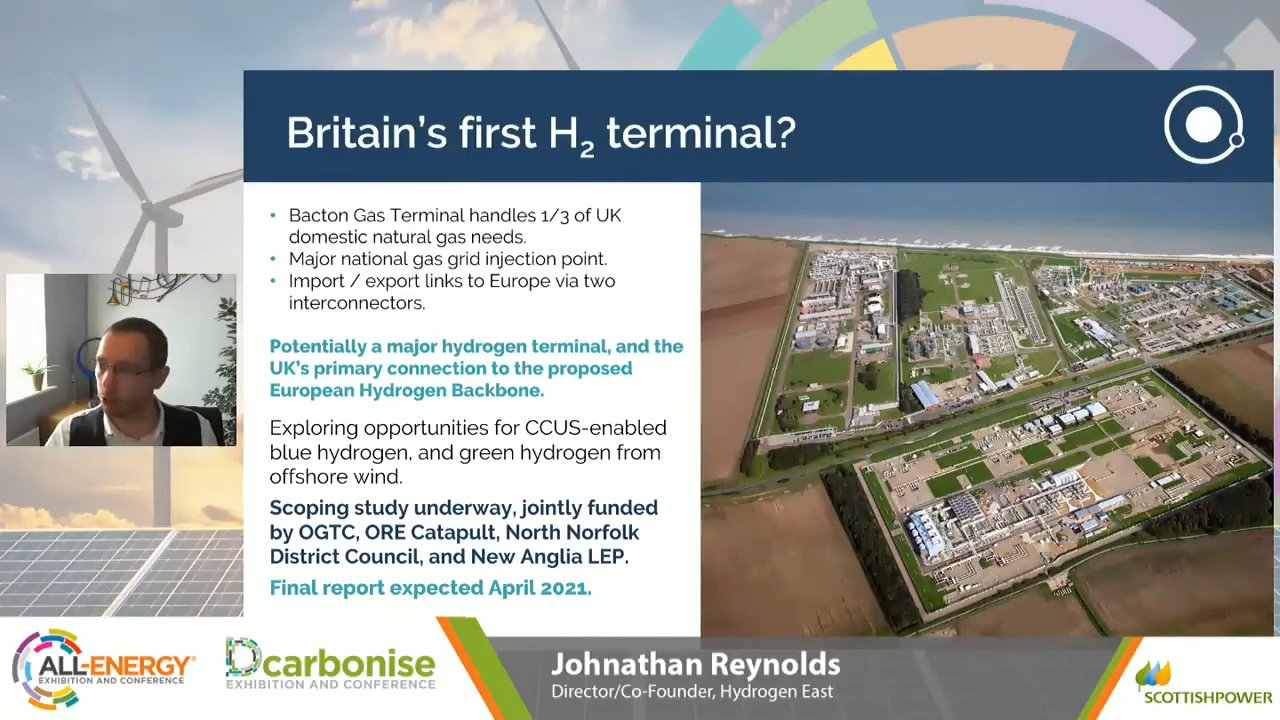 Britain's first H₂ terminal?
• Bacton Gas Terminal handles 1/3 of UK
domestic natural gas needs.
• Major national gas grid injection point.
• Import / export links to Europe via two
interconnectors.
Potentially a major hydrogen terminal, and the
UK's primary connection to the proposed
European Hydrogen Backbone.
Exploring opportunities for CCUS-enabled
blue hydrogen, and green hydrogen from
offshore wind.
Scoping study underway, jointly funded
by OGTC, ORE Catapult, North Norfolk
District Council, and New Anglia LEP.
Final report expected April 2021.
ALL-ENERGY®
EXHIBITION AND CONFERENCE
Dcarbonise
EXHIBITION AND CONFERENCE
Johnathan Reynolds
Director/Co-Founder, Hydrogen East
SCOTTISHPOWER